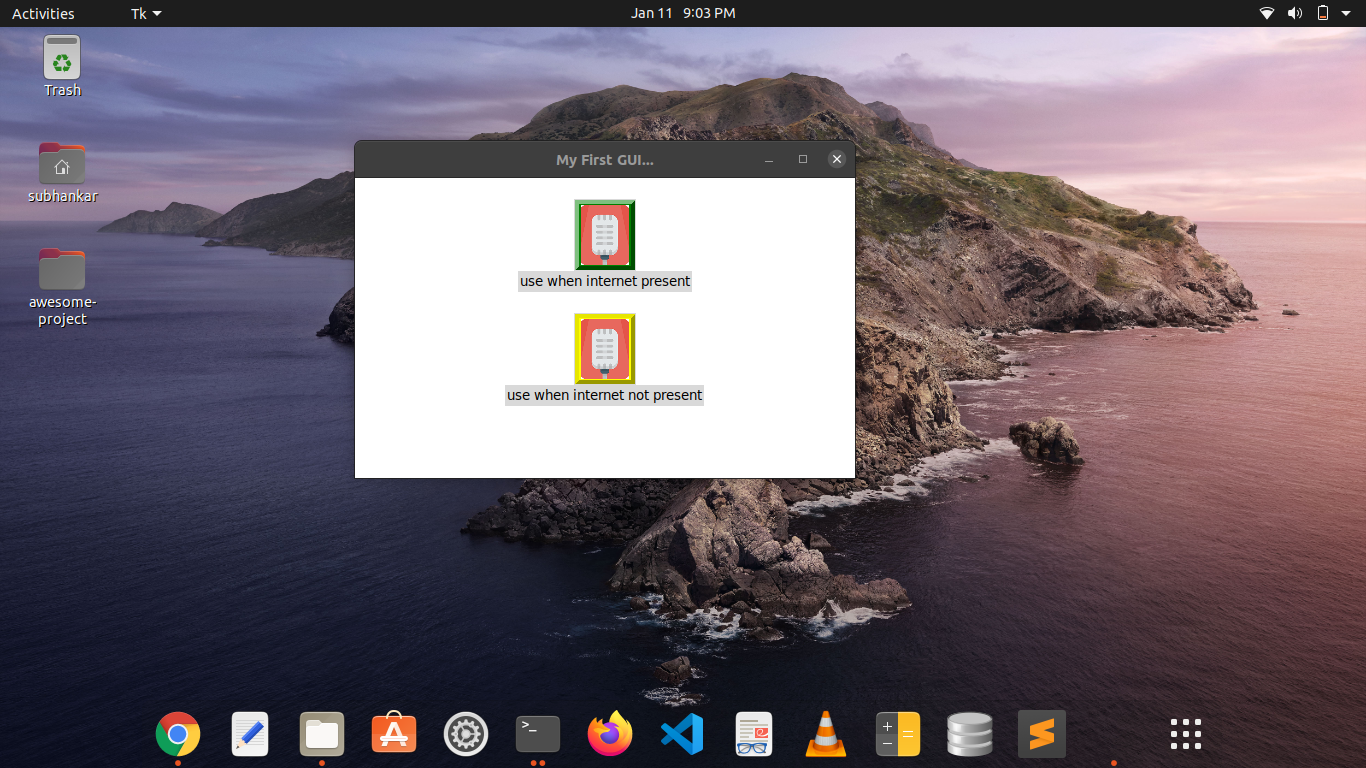 Activities
Tk
Jan 11 9:03 PM
Trash
subhankar
awesome-
project
My First GUI...
use when internet present
use when internet not present
>_